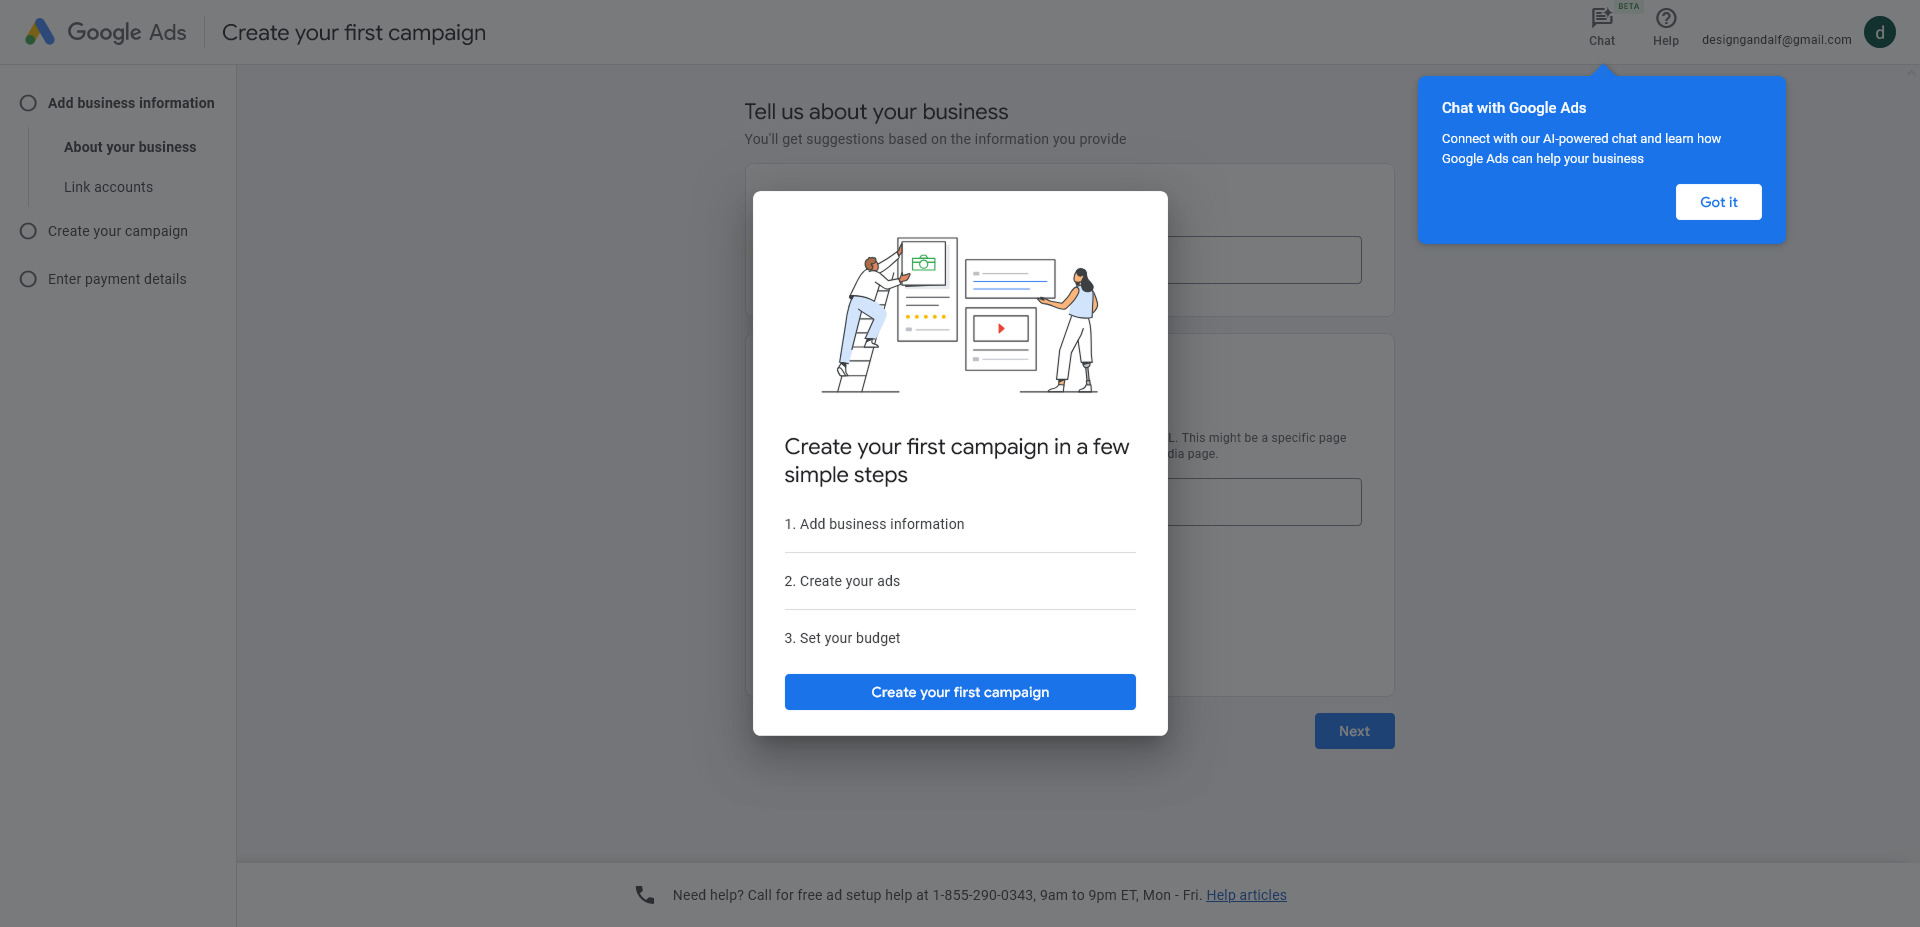 Google Ads
Create your first campaign
BETA
Chat
Help
designgandalf@gmail.com
d
Add business information
About your business
Link accounts
Create your campaign
Enter payment details
Tell us about your business
You'll get suggestions based on the information you provide
L. This might be a specific page
dia page.
Next
Chat with Google Ads
Connect with our AI-powered chat and learn how
Google Ads can help your business
Got it
Create your first campaign in a few
simple steps
1. Add business information
2. Create your ads
3. Set your budget
Create your first campaign
Need help? Call for free ad setup help at 1-855-290-0343, 9am to 9pm ET, Mon - Fri. Help articles